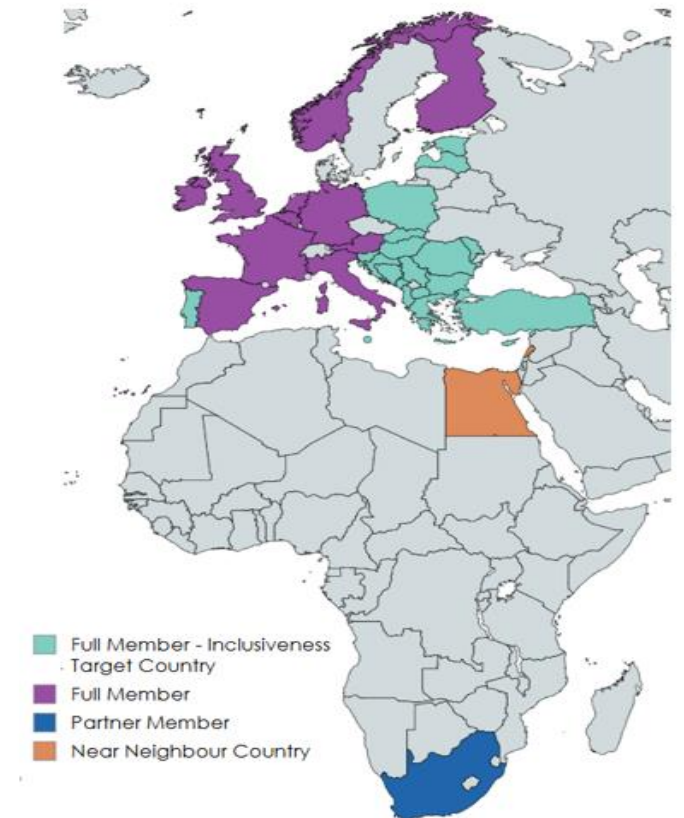 Full Member - Inclusiveness
Target Country
Full Member
Partner Member
Near Neighbour Country